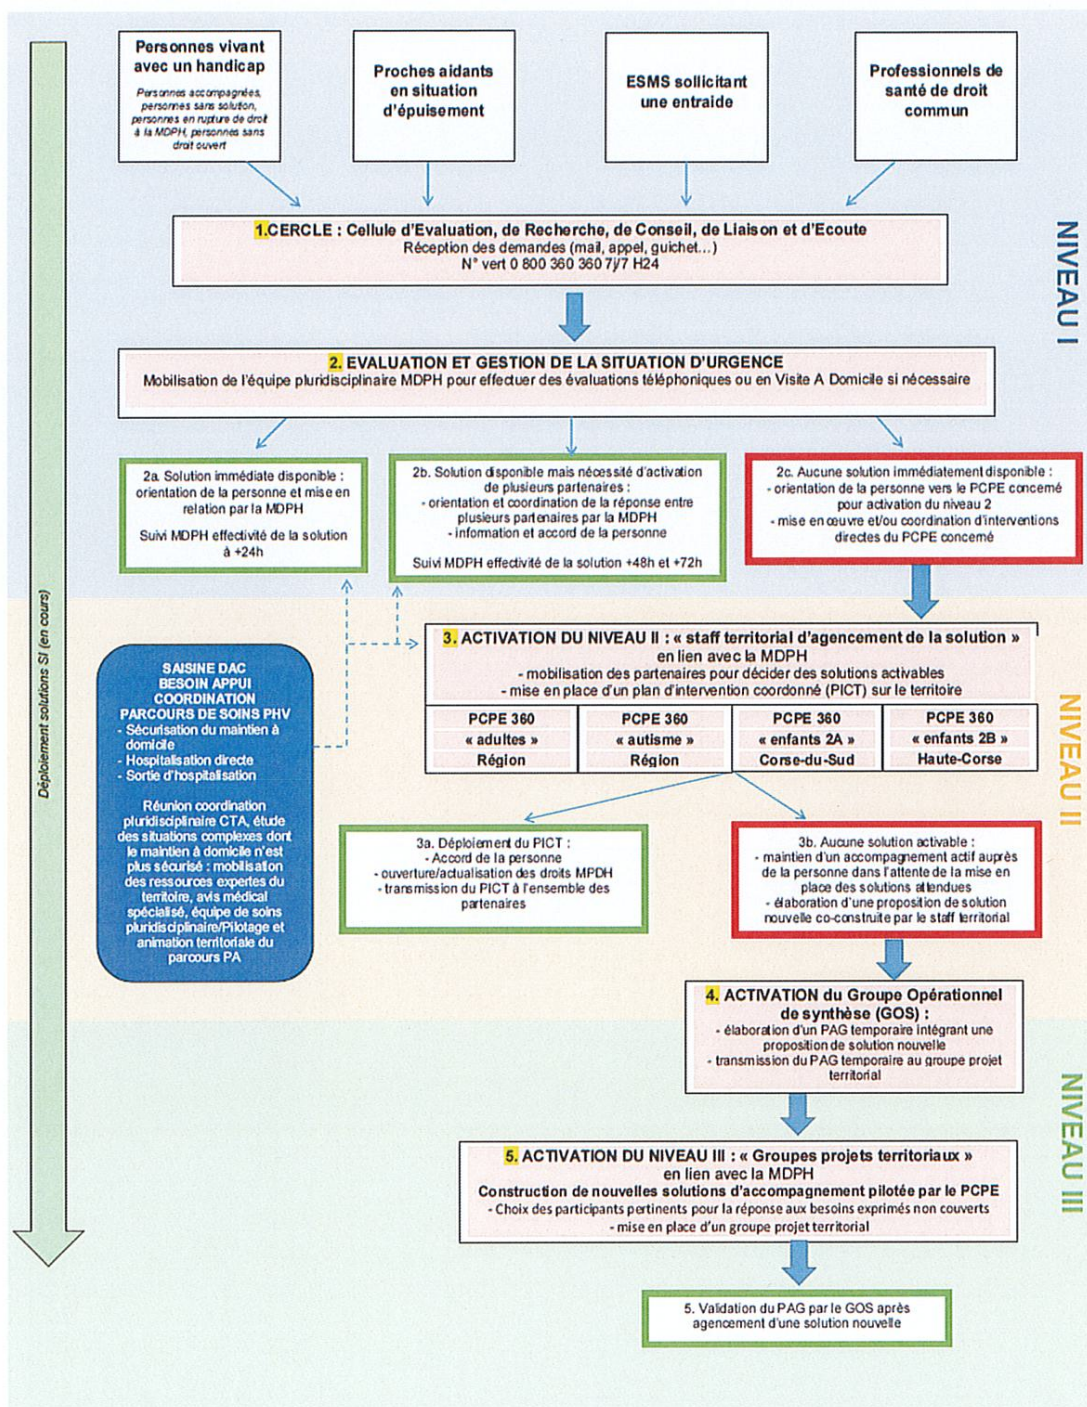 Personnes vivant
avec un handicap
Personnes accompagnées,
personnes sans solution,
personnes en rupture de droit
à la MDPH, personnes sans
droit ouvert
Proches aidants
en situation
d'épuisement
ESMS sollicitant
une entraide
Professionnels de
santé de droit
commun
1.CERCLE : Cellule d'Evaluation, de Recherche, de Conseil, de Liaison et d'Ecoute
Réception des demandes (mail, appel, guichet...)
N° vert 0 800 360 360 7j/7 H24
NIVEAU I
2. EVALUATION ET GESTION DE LA SITUATION D'URGENCE
Mobilisation de l'équipe pluridisciplinaire MDPH pour effectuer des évaluations téléphoniques ou en Visite A Domicile si nécessaire
2a. Solution immédiate disponible :
orientation de la personne et mise en
relation par la MDPH
Suivi MDPH effectivité de la solution
à +24h
2b. Solution disponible mais nécessité d'activation
de plusieurs partenaires :
- orientation et coordination de la réponse entre
plusieurs partenaires par la MDPH
- information et accord de la personne
Suivi MDPH effectivité de la solution +48h et +72h
2c. Aucune solution immédiatement disponible :
- orientation de la personne vers le PCPE concerné
pour activation du niveau 2
- mise en œuvre et/ou coordination d'interventions
directes du PCPE concerné
Déploiement solutions SI (en cours)
3. ACTIVATION DU NIVEAU II : « staff territorial d'agencement de la solution »
en lien avec la MDPH
- mobilisation des partenaires pour décider des solutions activables
- mise en place d'un plan d'intervention coordonné (PICT) sur le territoire
PCPE 360
« adultes »
Région
PCPE 360
« autisme »
Région
PCPE 360
« enfants 2A »
Corse-du-Sud
PCPE 360
« enfants 2B »
Haute-Corse
NIVEAU II
SAISINE DAC
BESOIN APPUI
COORDINATION
PARCOURS DE SOINS PHV
- Sécurisation du maintien à
domicile
- Hospitalisation directe
- Sortie d'hospitalisation
Réunion coordination
pluridisciplinaire CTA, étude
des situations complexes dont
le maintien à domicile n'est
plus sécurisé : mobilisation
des ressources expertes du
territoire, avis médical
spécialisé, équipe de soins
pluridisciplinaire/Pilotage et
animation territoriale du
parcours PA
3a. Déploiement du PICT :
- Accord de la personne
- ouverture/actualisation des droits MPDH
- transmission du PICT à l'ensemble des
partenaires
3b. Aucune solution activable :
- maintien d'un accompagnement actif auprès
de la personne dans l'attente de la mise en
place des solutions attendues
- élaboration d'une proposition de solution
nouvelle co-construite par le staff territorial
4. ACTIVATION du Groupe Opérationnel
de synthèse (GOS) :
- élaboration d'un PAG temporaire intégrant une
proposition de solution nouvelle
- transmission du PAG temporaire au groupe projet
territorial
NIVEAU III
5. ACTIVATION DU NIVEAU III : « Groupes projets territoriaux »
en lien avec la MDPH
Construction de nouvelles solutions d'accompagnement pilotée par le PCPE
- Choix des participants pertinents pour la réponse aux besoins exprimés non couverts
- mise en place d'un groupe projet territorial
5. Validation du PAG par le GOS après
agencement d'une solution nouvelle